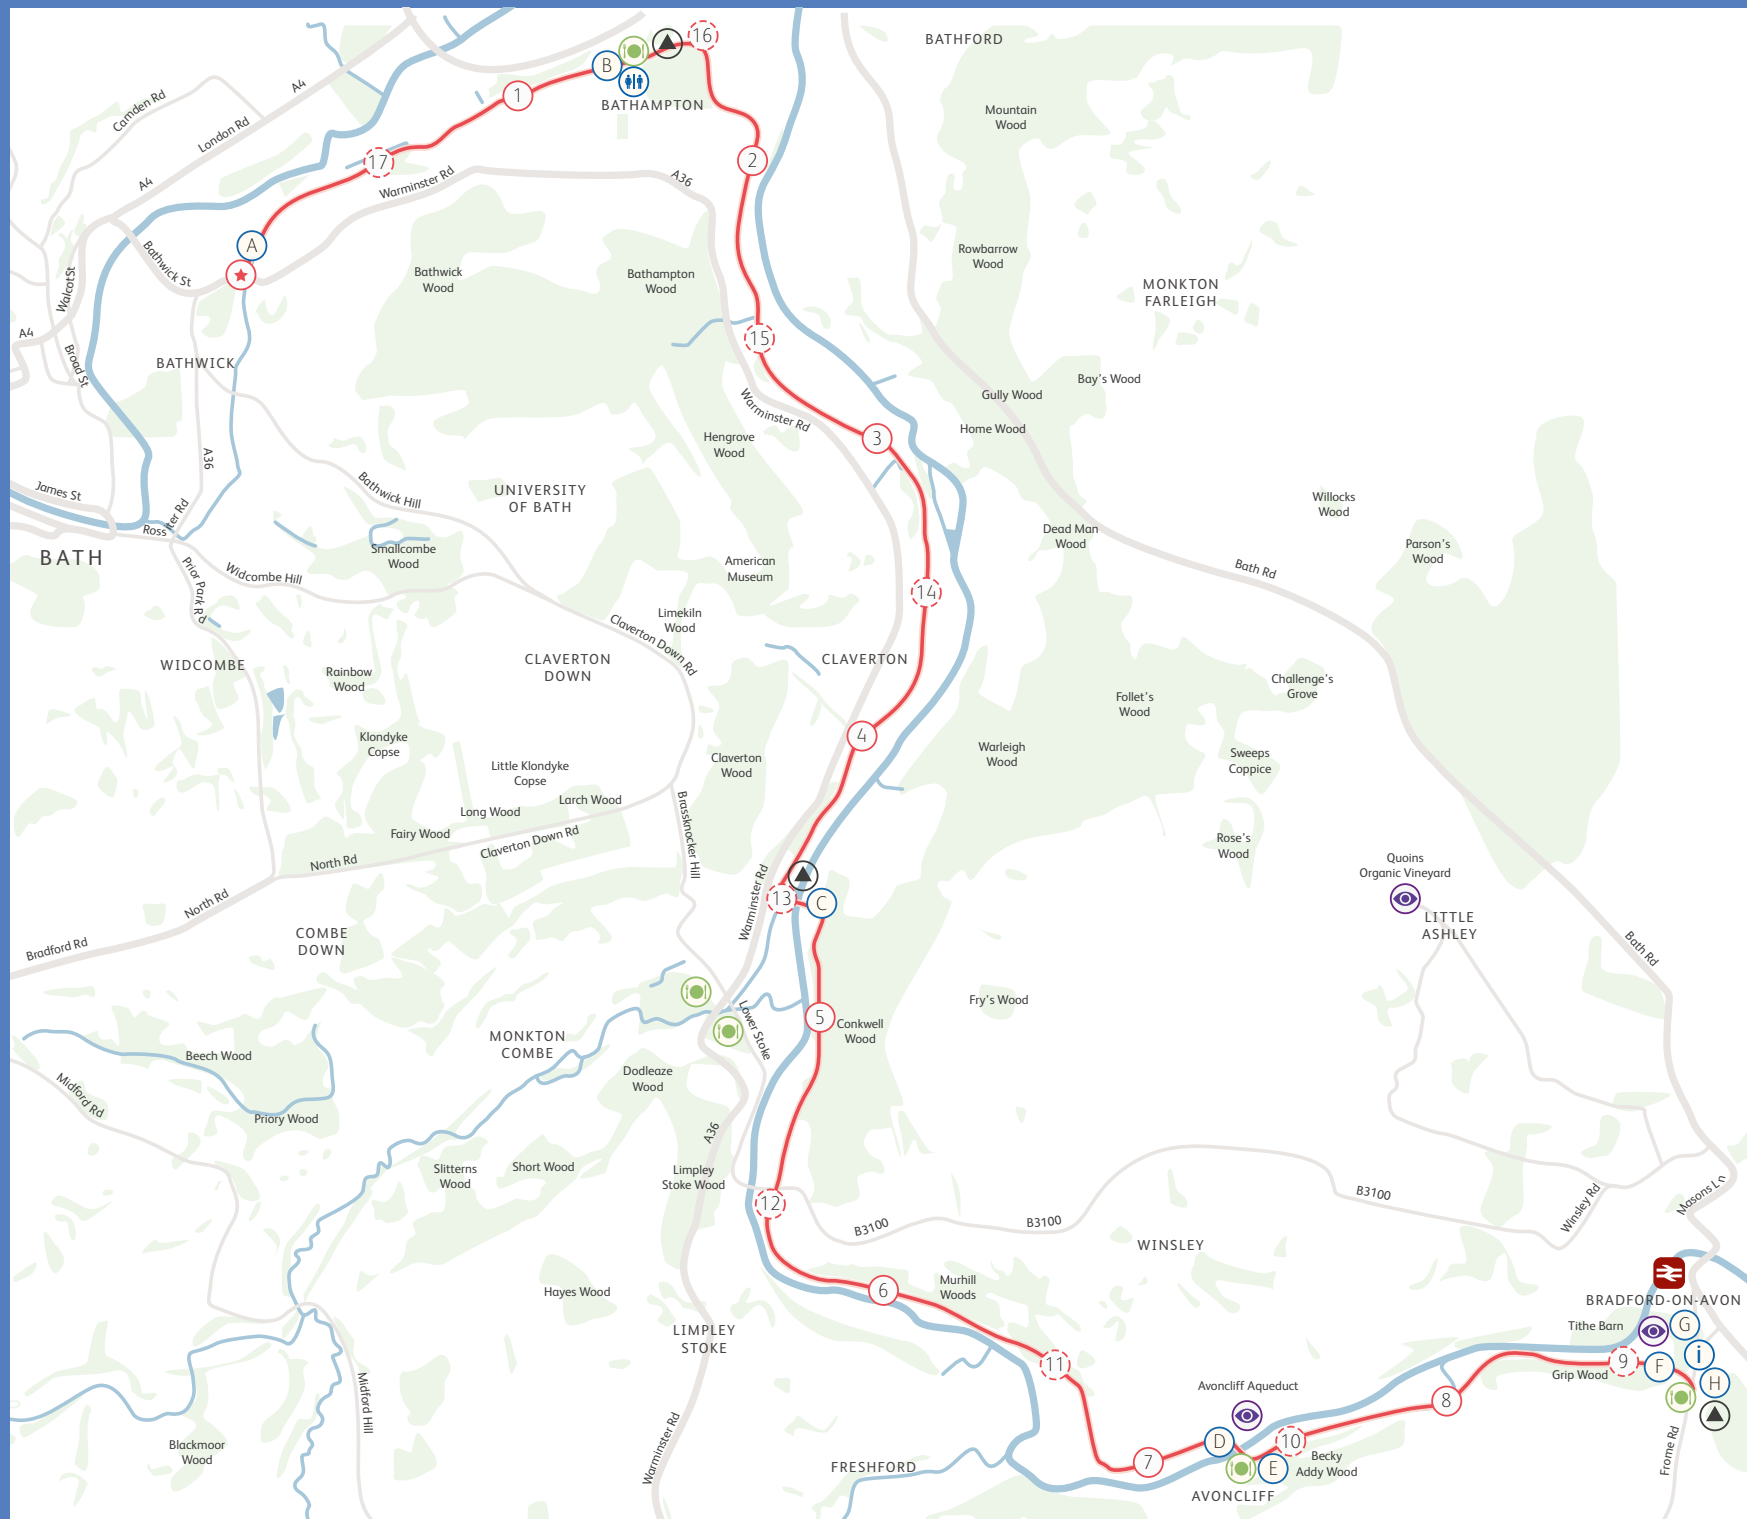 BATHFORD
16
B
BATHAMPTON
1
A4
Camden Rd
London Rd
Mountain
Wood
17
2
A4
Warminster Rd
A36
A
Bathwick St
Rowbarrow
Wood
Bathwick
Wood
Bathampton
Wood
MONKTON
FARLEIGH
Walcot St
A4
15
BATHWICK
Broad St
Bay's Wood
Gully Wood
Warminster Rd
Home Wood
3
Hengrove
Wood
A36
James St
Bathwick Hill
UNIVERSITY
OF BATH
Willocks
Wood
Rossiter Rd
Dead Man
Wood
Parson's
Wood
BATH
Smallcombe
Wood
American
Museum
Bath Rd
Widcombe Hill
Prior Park Rd
14
Limekiln
Wood
Claverton Down Rd
WIDCOMBE
CLAVERTON
DOWN
CLAVERTON
Rainbow
Wood
Challenge's
Grove
Follet's
Wood
Klondyke
Copse
4
Warleigh
Wood
Sweeps
Coppice
Claverton
Wood
Little Klondyke
Copse
Larch Wood
Long Wood
Fairy Wood
Claverton Down Rd
Brassknocker Hill
North Rd
Rose's
Wood
Quoins
Organic Vineyard
North Rd
Warminster Rd
13
C
LITTLE
ASHLEY
COMBE
DOWN
Bradford Rd
Bath Rd
Fry's Wood
5
Conkwell
Wood
Lower Stoke
MONKTON
COMBE
Beech Wood
Dodleaze
Wood
Midford Rd
Priory Wood
A36
Slitterns
Wood
Short Wood
Limpley
Stoke Wood
12
B3100
B3100
B3100
Winsley Rd
Masons Ln
WINSLEY
Hayes Wood
6
Murhill
Woods
BRADFORD-ON-AVON
Tithe Barn
G
LIMPLEY
STOKE
11
9
F
i
Grip Wood
H
Avoncliff Aqueduct
Midford Hill
8
D
10
Blackmoor
Wood
Warminster Rd
FRESHFORD
7
E
Becky
Addy Wood
Frome Rd
AVONCLIFF